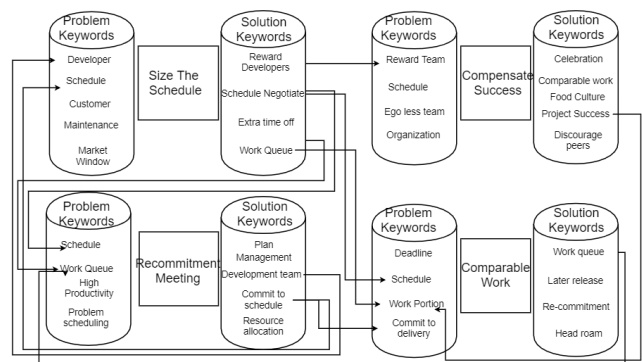 Problem
Keywords
Developer
Schedule
Customer
Maintenance
Market
Window
Size The
Schedule
Solution
Keywords
Reward
Developers
Schedule Negotiate
Extra time off
Work Queue
Problem
Keywords
Reward Team
Schedule
Ego less team
Organization
Compensate
Success
Solution
Keywords
Celebration
Comparable work
Food Culture
Project Success
Discourage
peers
Problem
Keywords
Schedule
Work Queue
High
Productivity
Problem
scheduling
Recommitment
Meeting
Solution
Keywords
Plan
Management
Development team
Commit to
schedule
Resource
allocation
Problem
Keywords
Deadline
Schedule
Work Portion
Commit to
delivery
Comparable
Work
Solution
Keywords
Work queue
Later release
Re-commitment
Head roam